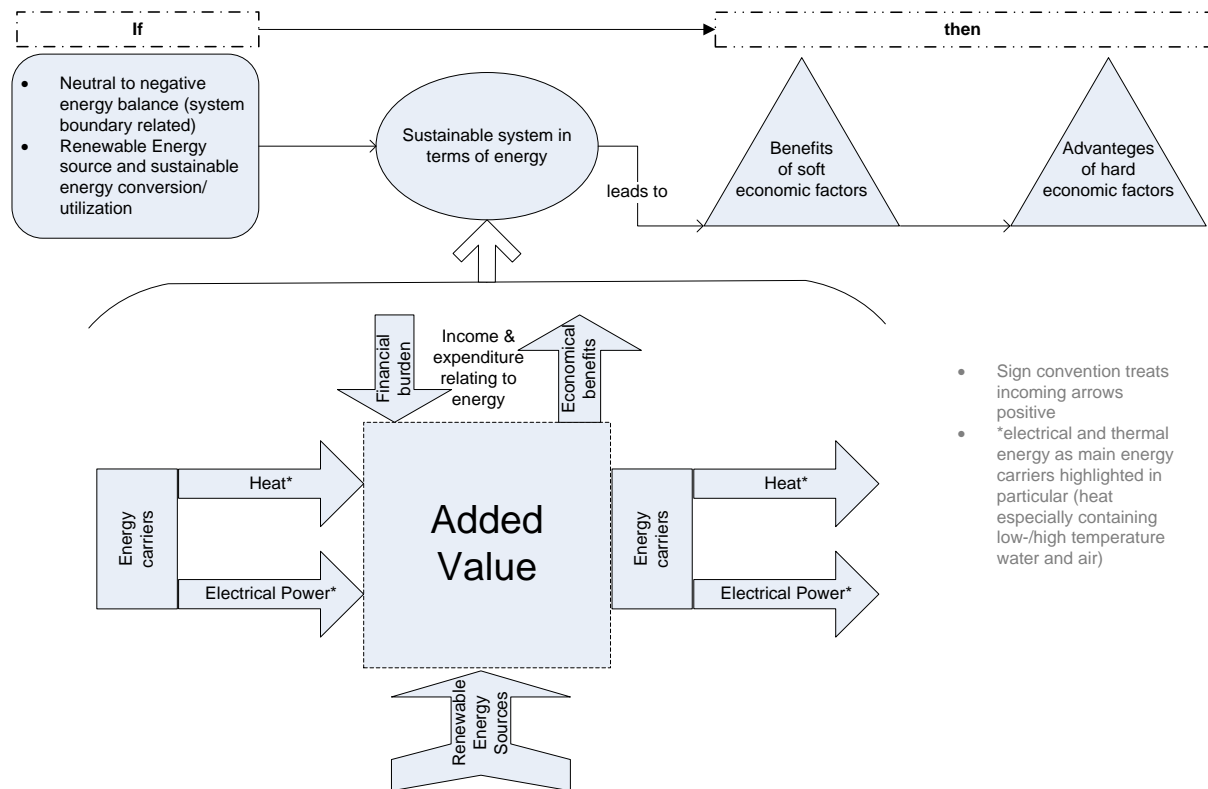 If
then
• Neutral to negative
energy balance (system
boundary related)
• Renewable Energy
source and sustainable
energy conversion/
utilization
Sustainable system in
terms of energy
leads to
Benefits
of soft
economic factors
Advanteges
of hard
economic factors
Financial
burden
Income &
expenditure
relating to
energy
Economical
benefits
• Sign convention treats
incoming arrows
positive
• *electrical and thermal
energy as main energy
carriers highlighted in
particular (heat
especially containing
low-/high temperature
water and air)
Energy
carriers
Heat*
Electrical Power*
Added
Value
Energy
carriers
Heat*
Electrical Power*
Renewable
Energy
Sources